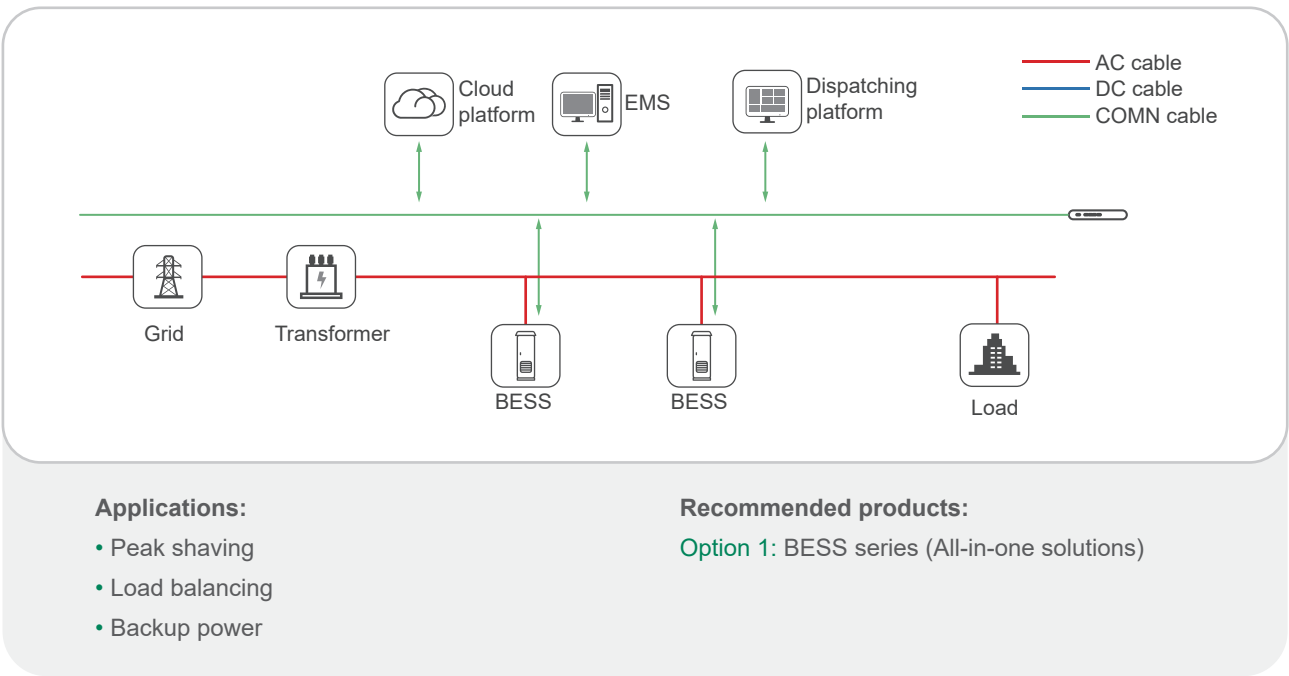 Cloud
platform
EMS
Dispatching
platform
AC cable
DC cable
COMN cable
Grid
Transformer
BESS
BESS
Load
Applications:
• Peak shaving
• Load balancing
• Backup power
Recommended products:
Option 1: BESS series (All-in-one solutions)